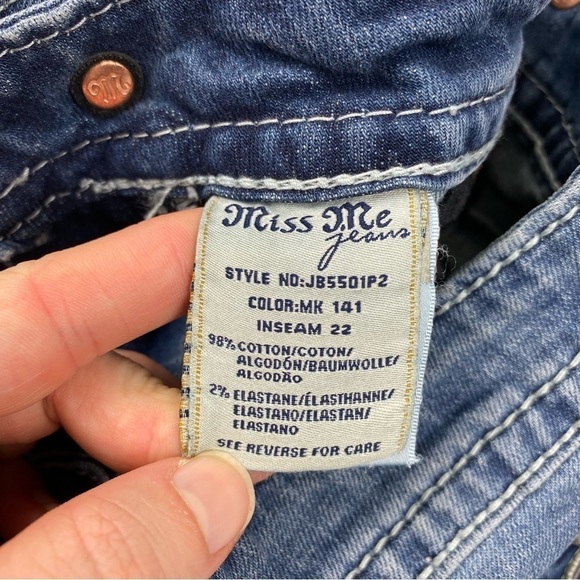 Miss Me
jeans
STYLE NO:JB5501P2
COLOR:MK 141
INSEAM 22
98% COTTON/COTON/
ALGODÓN/BAUMWOLLE/
ALGODÃO
2% ELASTANE/ÉLASTHANNE/
ELASTANO/ELASTAN/
ELASTANO
SEE REVERSE FOR CARE